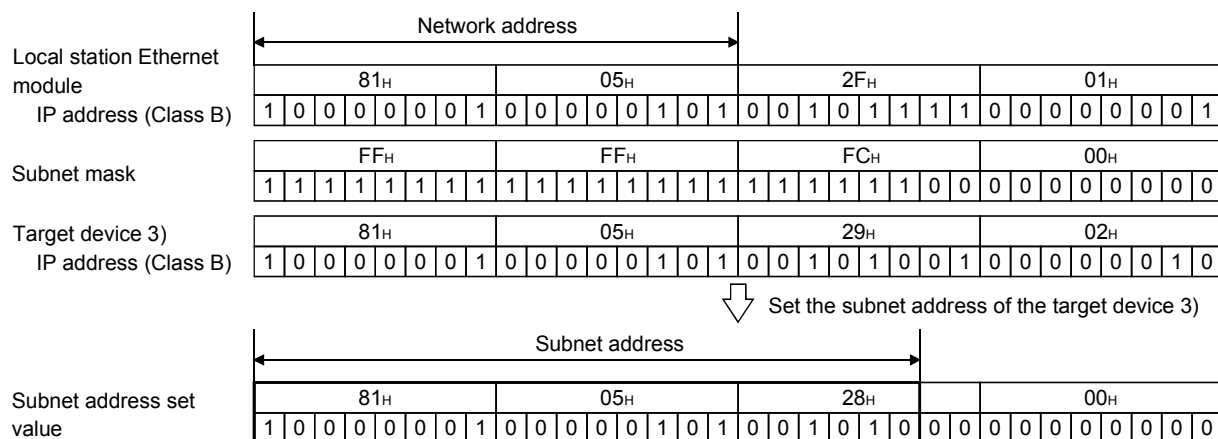 Network address
Local station Ethernet
module
81H 05H 2FH 01H
IP address (Class B) 1 0 0 0 0 0 0 1 0 0 0 0 0 1 0 1 0 0 1 0 1 1 1 1 0 0 0 0 0 0 0 1
FFH FFH FCH 00H
Subnet mask 1 1 1 1 1 1 1 1 1 1 1 1 1 1 1 1 1 1 1 1 1 1 0 0 0 0 0 0 0 0 0 0
Target device 3) 81H 05H 29H 02H
IP address (Class B) 1 0 0 0 0 0 0 1 0 0 0 0 0 1 0 1 0 0 1 0 1 0 0 1 0 0 0 0 0 0 1 0
Set the subnet address of the target device 3)
Subnet address
Subnet address set 81H 05H 28H 00H
value 1 0 0 0 0 0 0 1 0 0 0 0 0 1 0 1 0 0 1 0 1 0 0 0 0 0 0 0 0 0 0 0